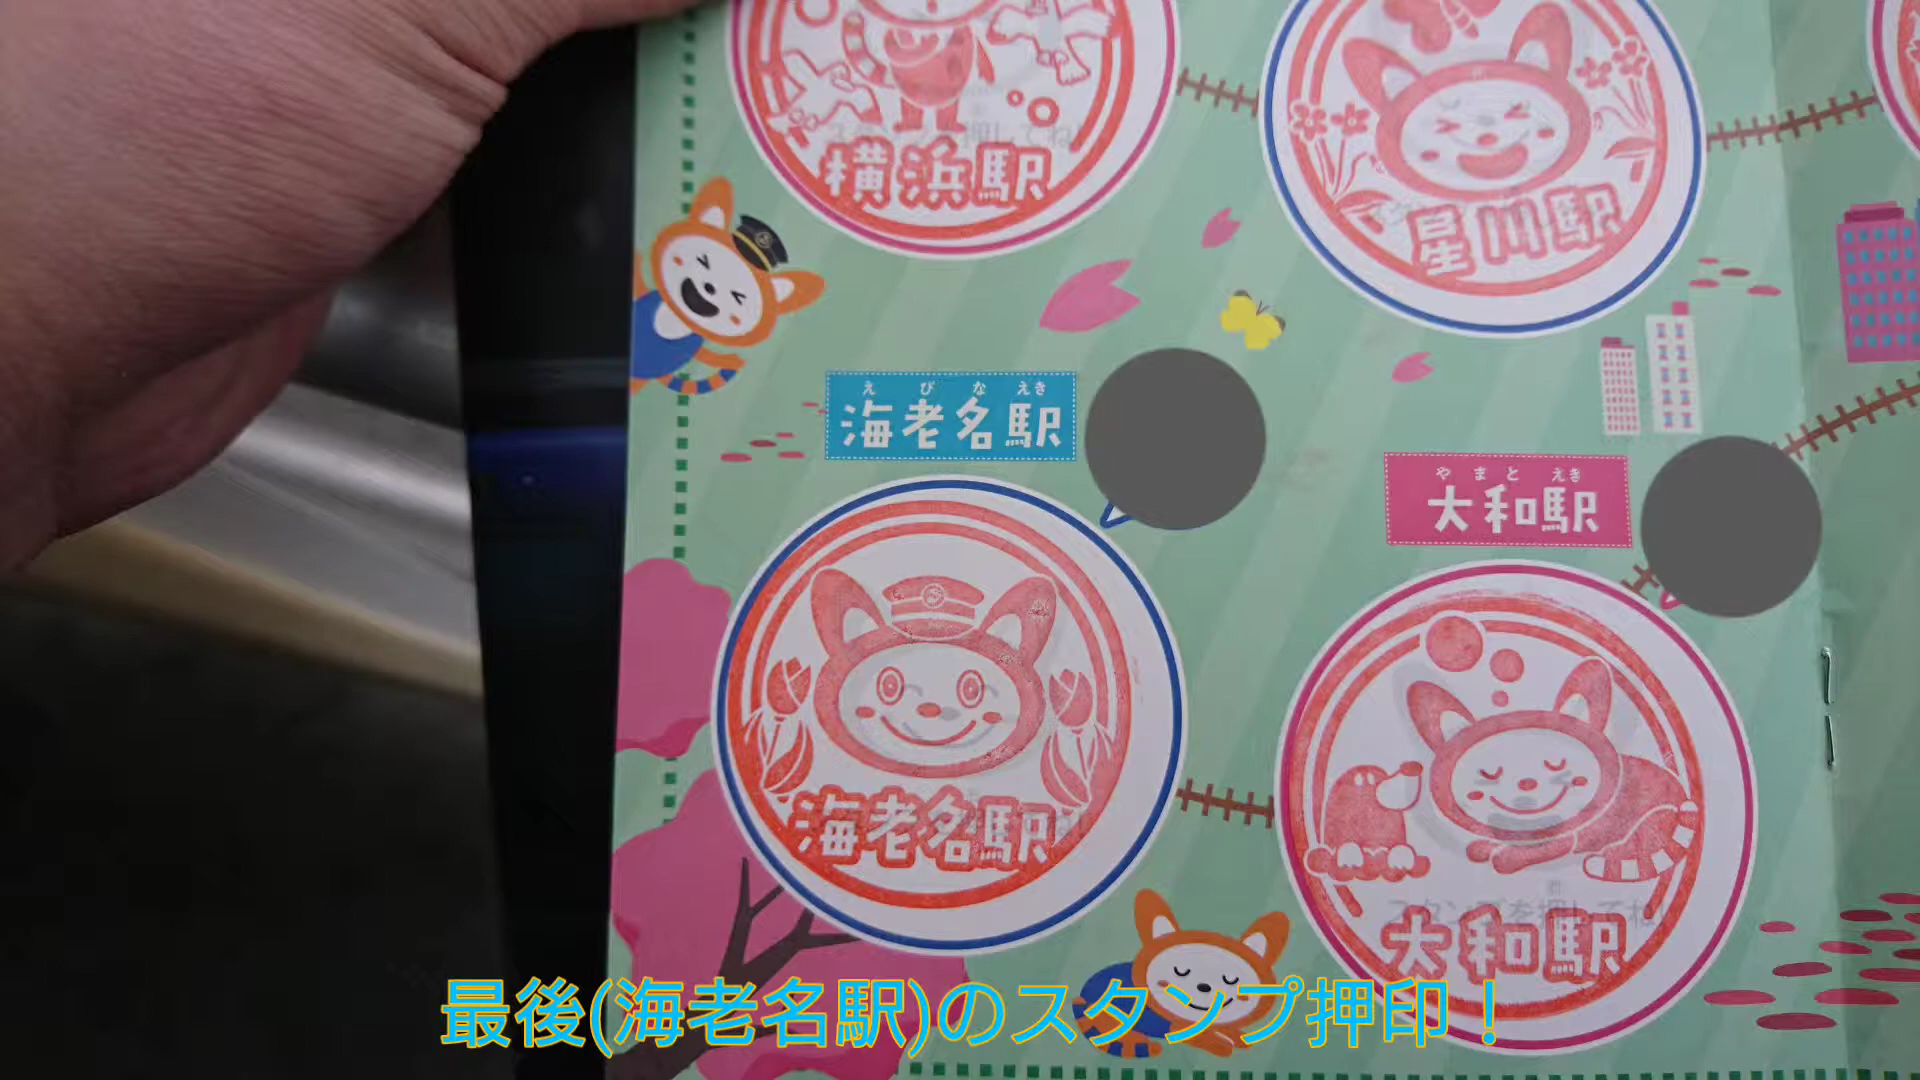 横浜駅
星川駅
えびなえき
海老名駅
やまとえき
大和駅
海老名駅
大和駅
最後(海老名駅)のスタンプ押印！